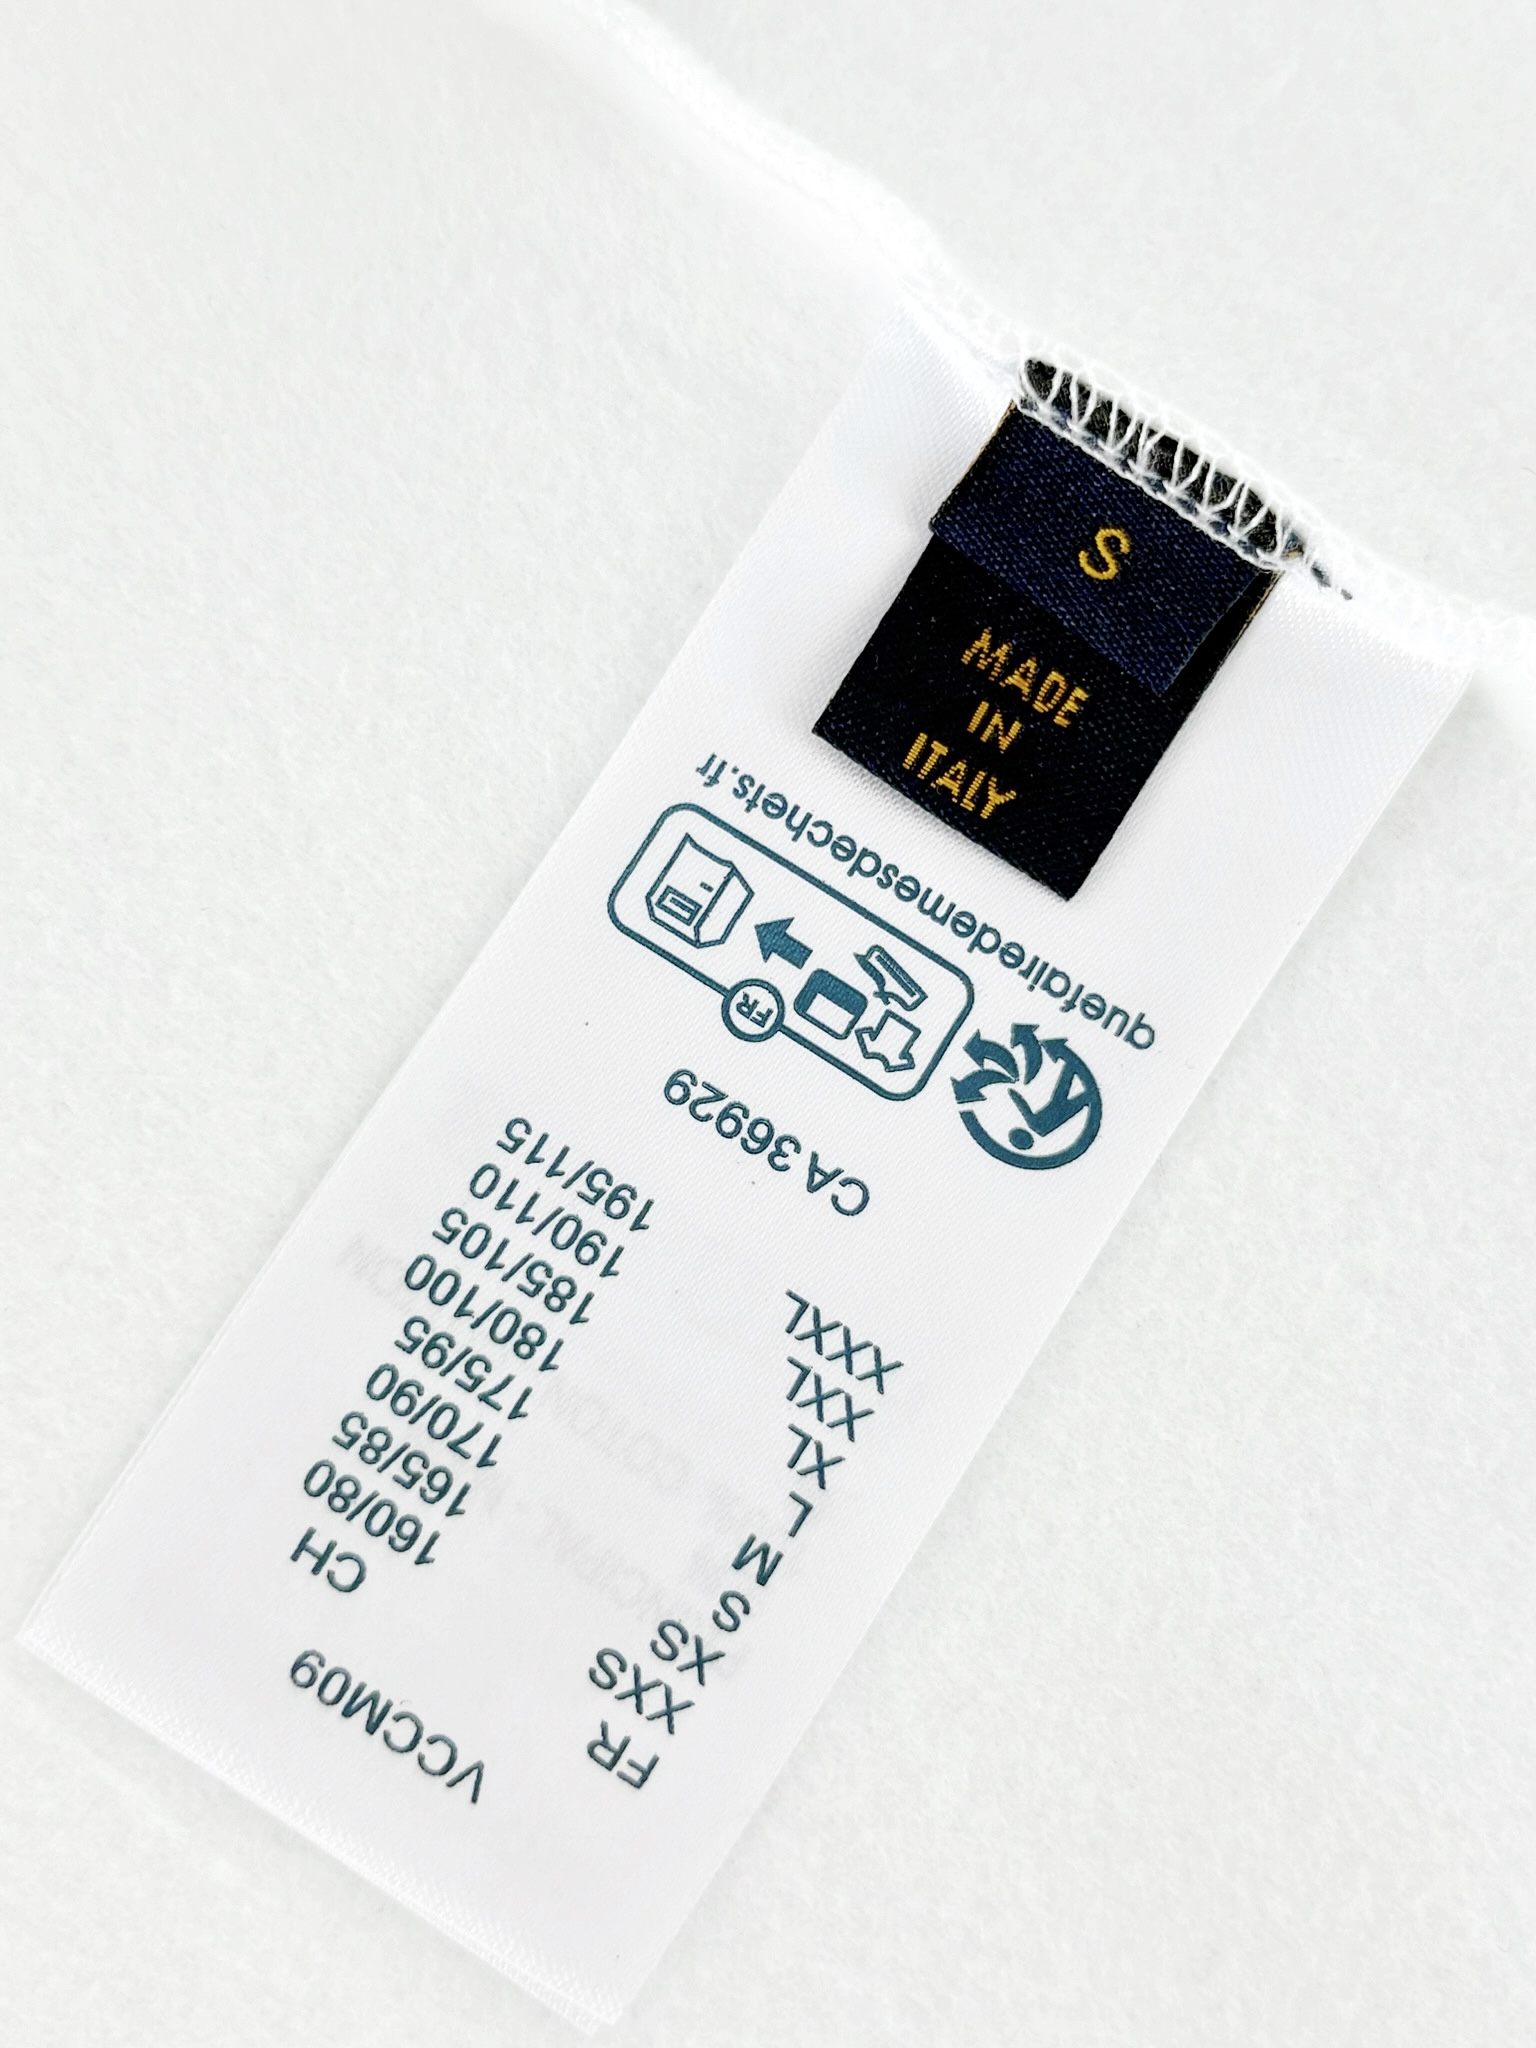 S
MADE
IN
ITALY
VCCM09
FR CH
XXS 160/80
XS 165/85
S 170/90
M 175/95
L 180/100
XL 185/105
XXL 190/110
XXXL 195/115
CA 36929
FR
quefairedemesdechets.fr